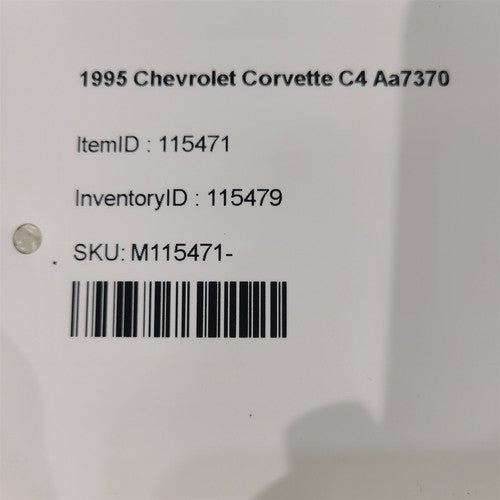 1995 Chevrolet Corvette C4 Aa7370
ItemID : 115471
InventoryID : 115479
SKU: M115471-